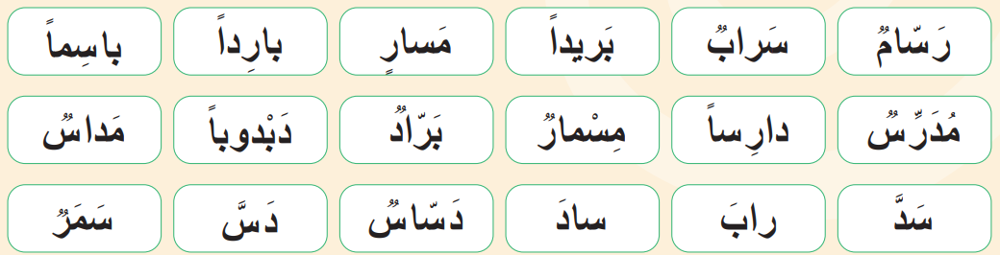 رَسّامٌ سَرابٌ بَريداً مَسارٍ بارِداً باسِماً
مُدَرِّسٌ دارِساً مِسْمارٌ بَرّادٌ دَبْدوباً مَداسٌ
سَدَّ رابَ سادَ دَسّاسٌ دَسَّ سَمَرٌ